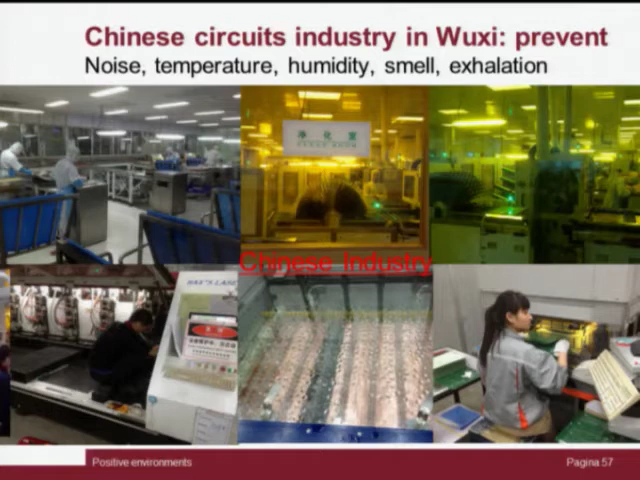 Chinese circuits industry in Wuxi: prevent
Noise, temperature, humidity, smell, exhalation
净 化 室
Chinese Industry
Positive environments
Pagina 57